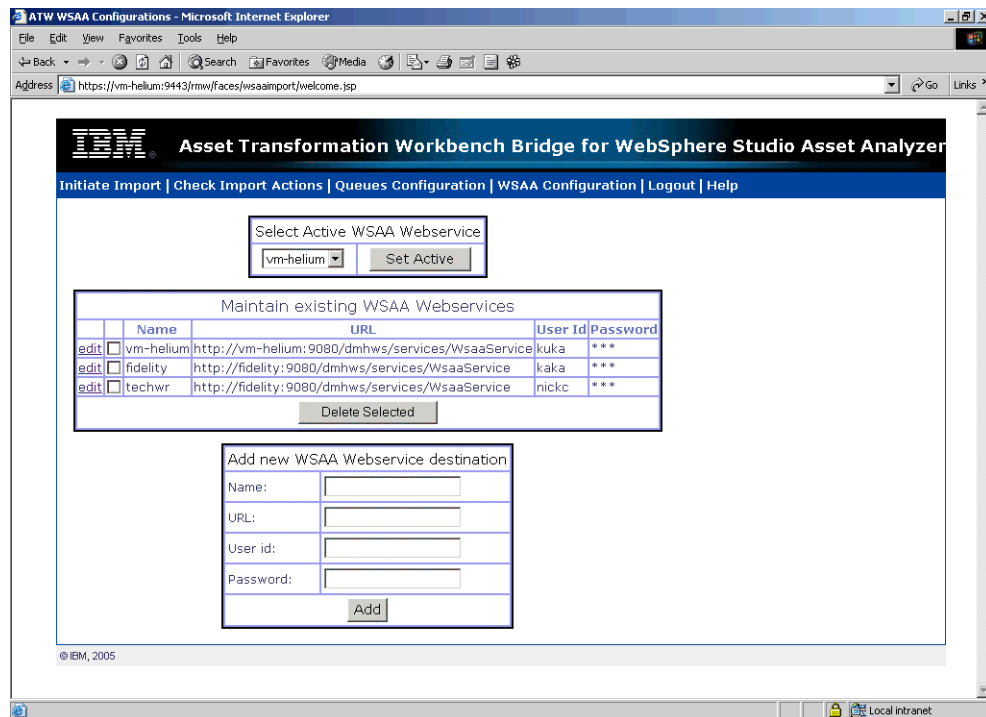 ATW WSAA Configurations - Microsoft Internet Explorer
File Edit View Favorites Tools Help
Back Search Favorites Media
Address https://vm-helium:9443/rmw/faces/wsaaimport/welcome.jsp Go Links »
IBM® Asset Transformation Workbench Bridge for WebSphere Studio Asset Analyzer
Initiate Import | Check Import Actions | Queues Configuration | WSAA Configuration | Logout | Help
Select Active WSAA Webservice
vm-helium Set Active
Maintain existing WSAA Webservices
Name URL User Id Password
edit vm-helium http://vm-helium:9080/dmhws/services/WsaaService kuka ***
edit fidelity http://fidelity:9080/dmhws/services/WsaaService kaka ***
edit techwr http://fidelity:9080/dmhws/services/WsaaService nickc ***
Delete Selected
Add new WSAA Webservice destination
Name:
URL:
User id:
Password:
Add
© IBM, 2005
Local intranet